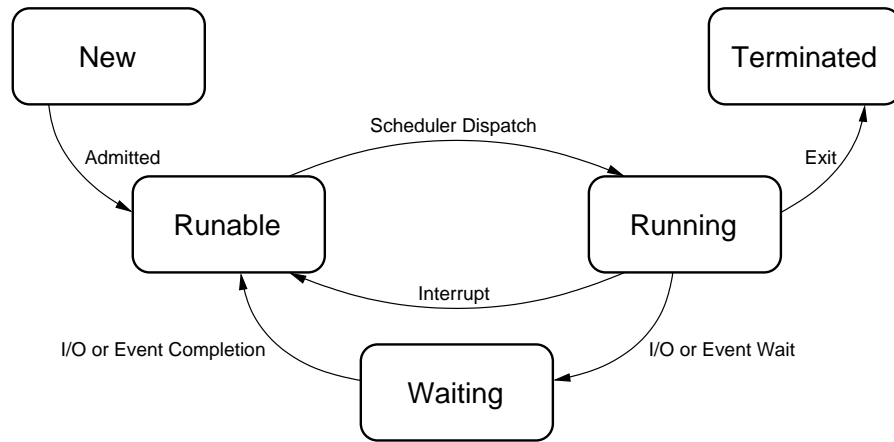 New
Terminated
Scheduler Dispatch
Admitted
Exit
Runable
Running
Interrupt
I/O or Event Completion
I/O or Event Wait
Waiting